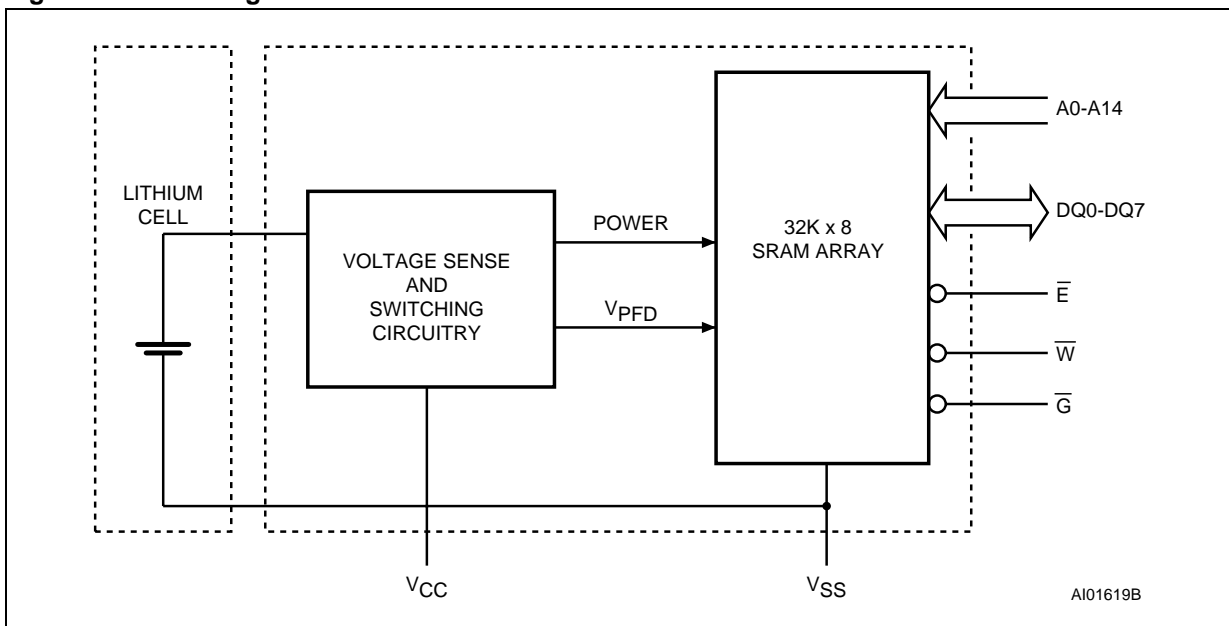 LITHIUM
CELL
VOLTAGE SENSE
AND
SWITCHING
CIRCUITRY
POWER
VPFD
32K x 8
SRAM ARRAY
A0-A14
DQ0-DQ7
E̅
W̅
G̅
VCC
VSS
AI01619B